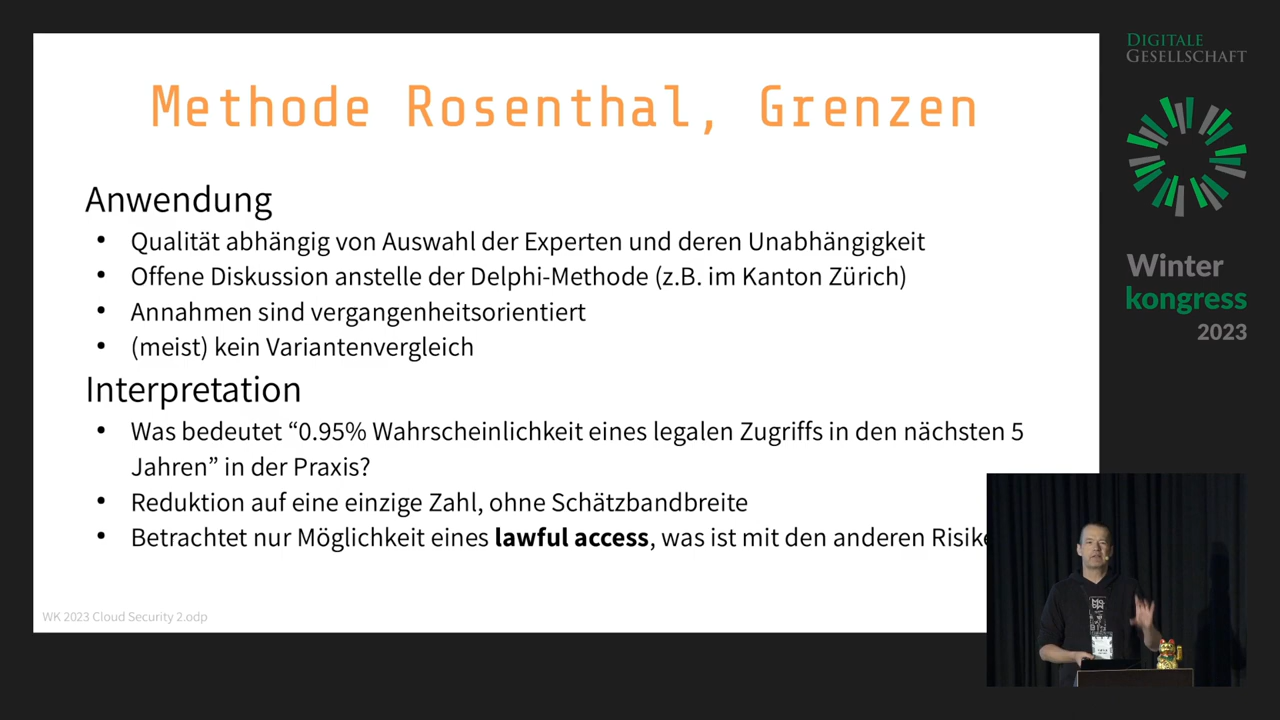 Methode Rosenthal, Grenzen
Anwendung
• Qualität abhängig von Auswahl der Experten und deren Unabhängigkeit
• Offene Diskussion anstelle der Delphi-Methode (z.B. im Kanton Zürich)
• Annahmen sind vergangenheitsorientiert
• (meist) kein Variantenvergleich
Interpretation
• Was bedeutet “0.95% Wahrscheinlichkeit eines legalen Zugriffs in den nächsten 5
Jahren” in der Praxis?
• Reduktion auf eine einzige Zahl, ohne Schätzbandbreite
• Betrachtet nur Möglichkeit eines lawful access, was ist mit den anderen Risike
WK 2023 Cloud Security 2.odp
DIGITALE
GESELLSCHAFT
Winter
kongress
2023